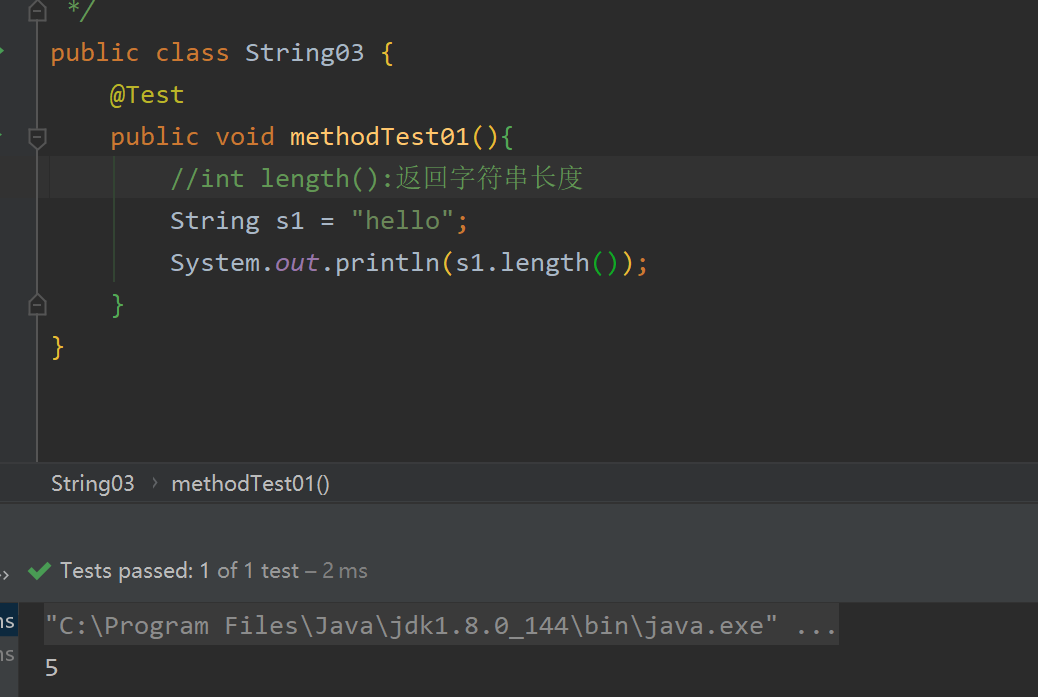 */
public class String03 {
@Test
public void methodTest01(){
//int length():返回字符串长度
String s1 = "hello";
System.out.println(s1.length());
}
}
String03 › methodTest01()
Tests passed: 1 of 1 test – 2 ms
"C:\Program Files\Java\jdk1.8.0_144\bin\java.exe" ...
5